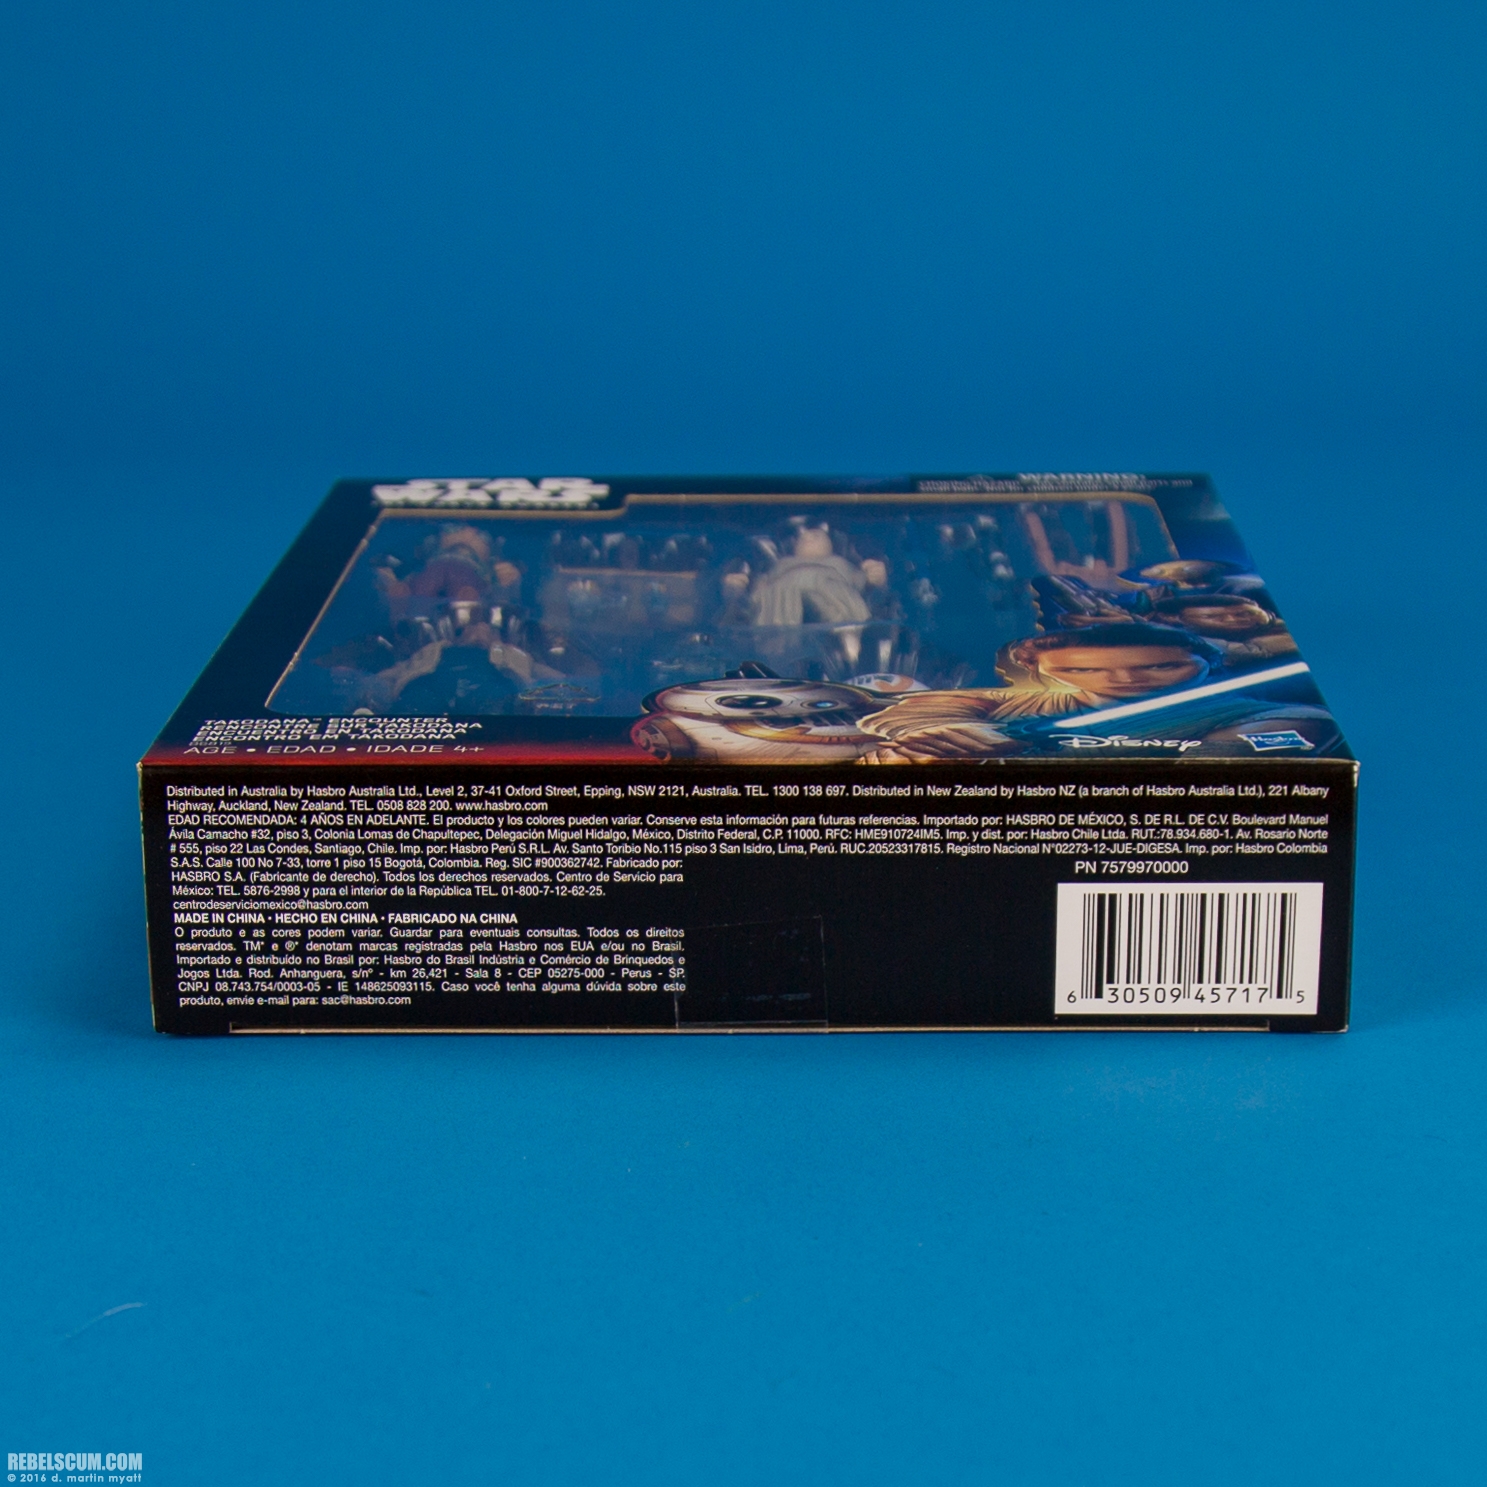 STAR
WARS
WARNING:
TAKODANA ENCOUNTER
RENCONTRE SUR TAKODANA
ENCUENTRO EN TAKODANA
ENCONTRO EM TAKODANA
AGE • EDAD • IDADE 4+
Disney
Hasbro
Distributed in Australia by Hasbro Australia Ltd., Level 2, 37-41 Oxford Street, Epping, NSW 2121, Australia. TEL. 1300 138 697. Distributed in New Zealand by Hasbro NZ (a branch of Hasbro Australia Ltd.), 221 Albany
Highway, Auckland, New Zealand. TEL. 0508 828 200. www.hasbro.com
EDAD RECOMENDADA: 4 AÑOS EN ADELANTE. El producto y los colores pueden variar. Conserve esta información para futuras referencias. Importado por: HASBRO DE MÉXICO, S. DE R.L. DE C.V. Boulevard Manuel
Ávila Camacho #32, piso 3, Colonia Lomas de Chapultepec, Delegación Miguel Hidalgo, México, Distrito Federal, C.P. 11000. RFC: HME910724IM5. Imp. y dist. por: Hasbro Chile Ltda. RUT.:78.934.680-1. Av. Rosario Norte
# 555, piso 22 Las Condes, Santiago, Chile. Imp. por: Hasbro Perú S.R.L. Av. Santo Toribio No.115 piso 3 San Isidro, Lima, Perú. RUC.20523317815. Registro Nacional N°02273-12-JUE-DIGESA. Imp. por: Hasbro Colombia
S.A.S. Calle 100 No 7-33, torre 1 piso 15 Bogotá, Colombia. Reg. SIC #900362742. Fabricado por:
HASBRO S.A. (Fabricante de derecho). Todos los derechos reservados. Centro de Servicio para
México: TEL. 5876-2998 y para el interior de la República TEL. 01-800-7-12-62-25.
centrodeserviciomexico@hasbro.com
MADE IN CHINA • HECHO EN CHINA • FABRICADO NA CHINA
O produto e as cores podem variar. Guardar para eventuais consultas. Todos os direitos
reservados. TM* e ®* denotam marcas registradas pela Hasbro nos EUA e/ou no Brasil.
Importado e distribuído no Brasil por: Hasbro do Brasil Indústria e Comércio de Brinquedos e
Jogos Ltda. Rod. Anhanguera, s/nº - km 26,421 - Sala 8 - CEP 05275-000 - Perus - SP.
CNPJ 08.743.754/0003-05 - IE 148625093115. Caso você tenha alguma dúvida sobre este
produto, envie e-mail para: sac@hasbro.com
PN 7579970000
6 30509 45717 5
REBELSCUM.COM
© 2016 d. martin myatt